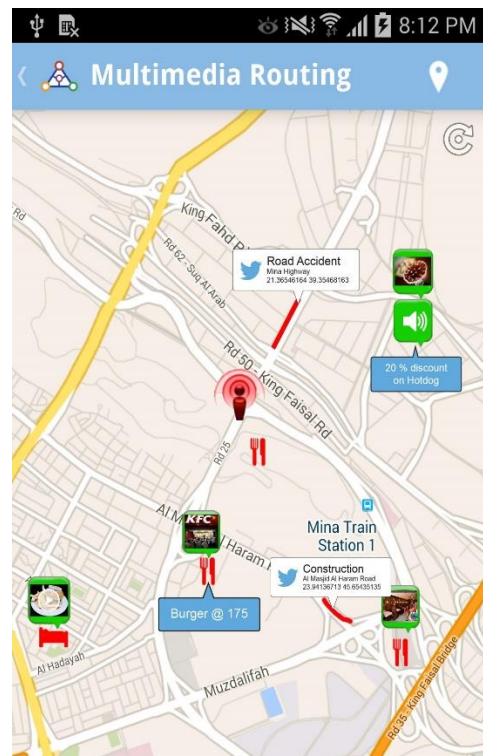 8:12 PM
Multimedia Routing
King Fahd R
Rd
Rd 62 - Suq Al Arab
Road Accident
Mina Highway
21.36546164 39.35468163
20 % discount
on Hotdog
Rd 50 - King Faisal Rd
Rd 25
KFC
Al M
l Haram
Mina Train
Station 1
Construction
Al Masjid Al Haram Road
23.94136713 45.65435135
Burger @ 175
Al Hadayah
Muzdalifah
Rd 35 - King Faisal Bridge